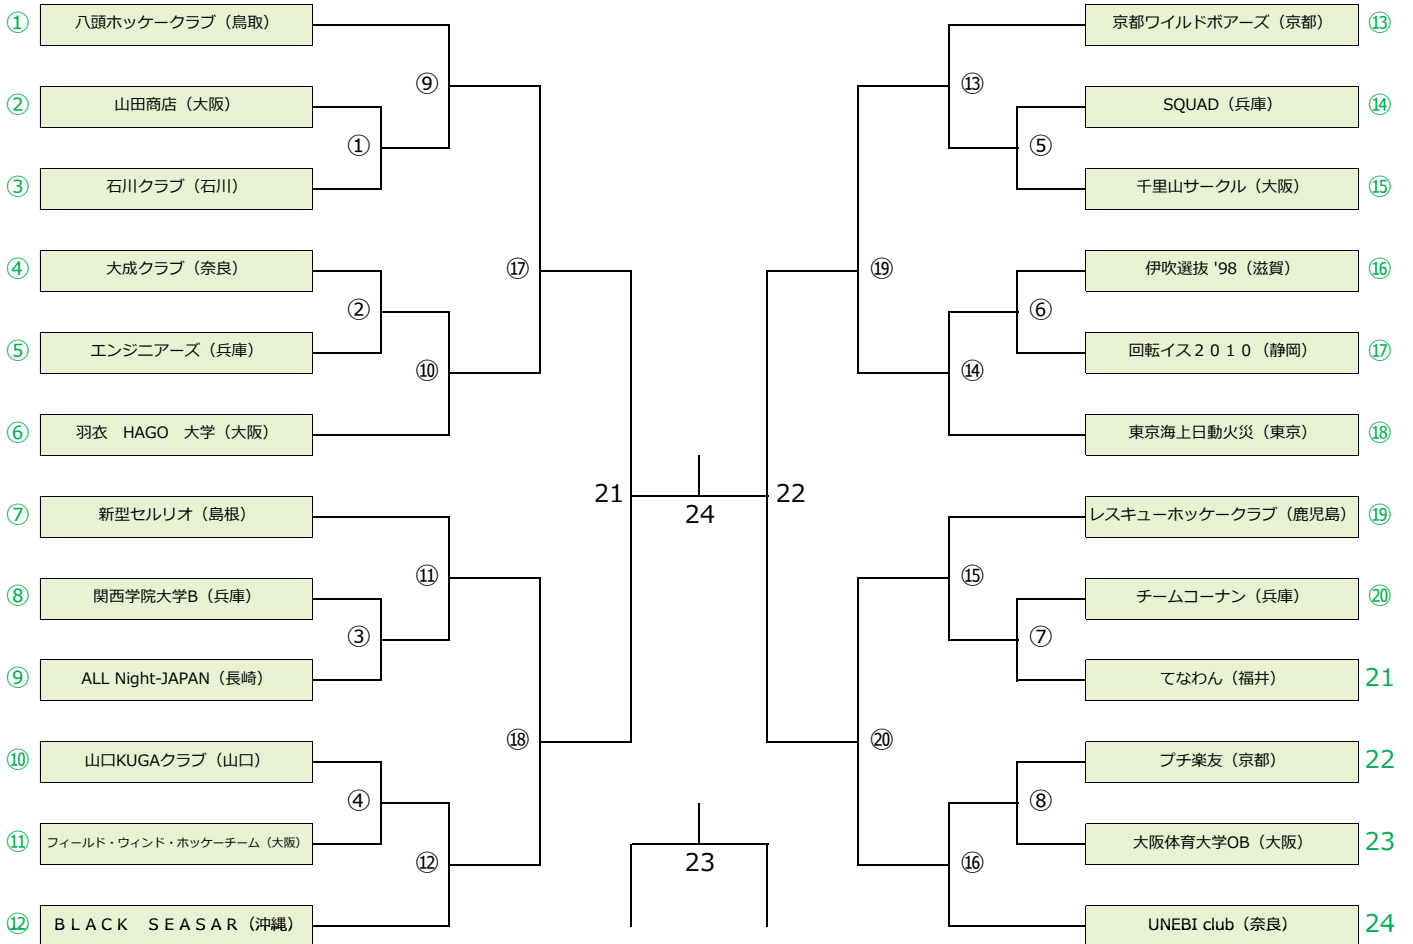 ① 八頭ホッケークラブ（鳥取）
② 山田商店（大阪）
③ 石川クラブ（石川）
④ 大成クラブ（奈良）
⑤ エンジニアーズ（兵庫）
⑥ 羽衣　HAGO　大学（大阪）
⑦ 新型セルリオ（島根）
⑧ 関西学院大学B（兵庫）
⑨ ALL Night-JAPAN（長崎）
⑩ 山口KUGAクラブ（山口）
⑪ フィールド・ウィンド・ホッケーチーム（大阪）
⑫ ＢＬＡＣＫ　ＳＥＡＳＡＲ（沖縄）
⑨
①
⑰
②
⑩
⑪
③
⑱
④
⑫
21
24
22
23
⑬
⑤
⑲
⑥
⑭
⑮
⑦
⑳
⑧
⑯
京都ワイルドボアーズ（京都） ⑬
SQUAD（兵庫） ⑭
千里山サークル（大阪） ⑮
伊吹選抜 '98（滋賀） ⑯
回転イス２０１０（静岡） ⑰
東京海上日動火災（東京） ⑱
レスキューホッケークラブ（鹿児島） ⑲
チームコーナン（兵庫） ⑳
てなわん（福井） 21
プチ楽友（京都） 22
大阪体育大学OB（大阪） 23
UNEBI club（奈良） 24